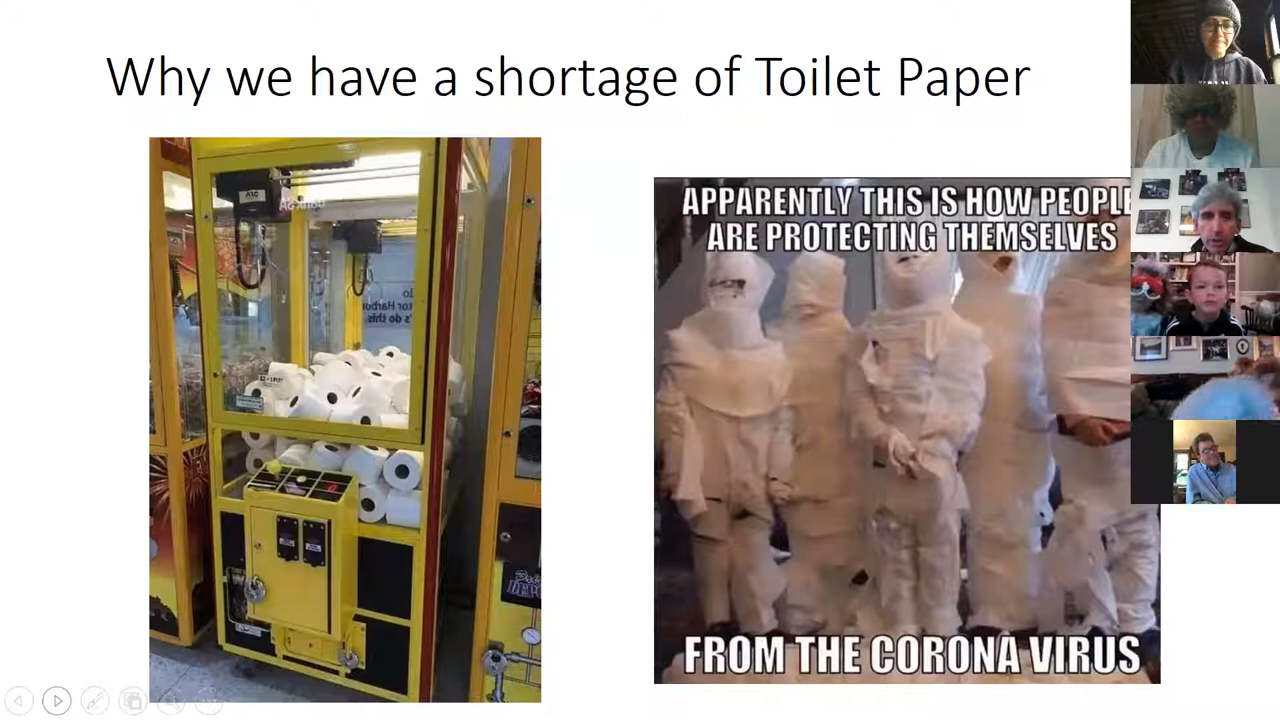 Why we have a shortage of Toilet Paper
APPARENTLY THIS IS HOW PEOPLE
ARE PROTECTING THEMSELVES
FROM THE CORONA VIRUS